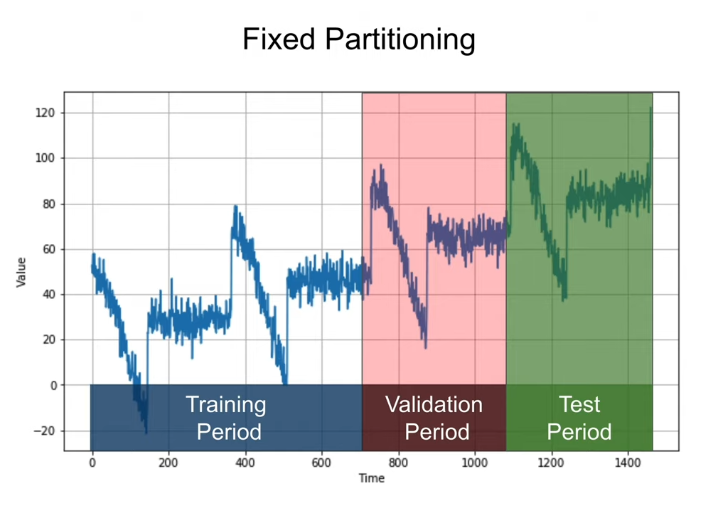 Fixed Partitioning
120
100
80
60
40
20
0
−20
Value
Training
Period
Validation
Period
Test
Period
0 200 400 600 800 1000 1200 1400
Time